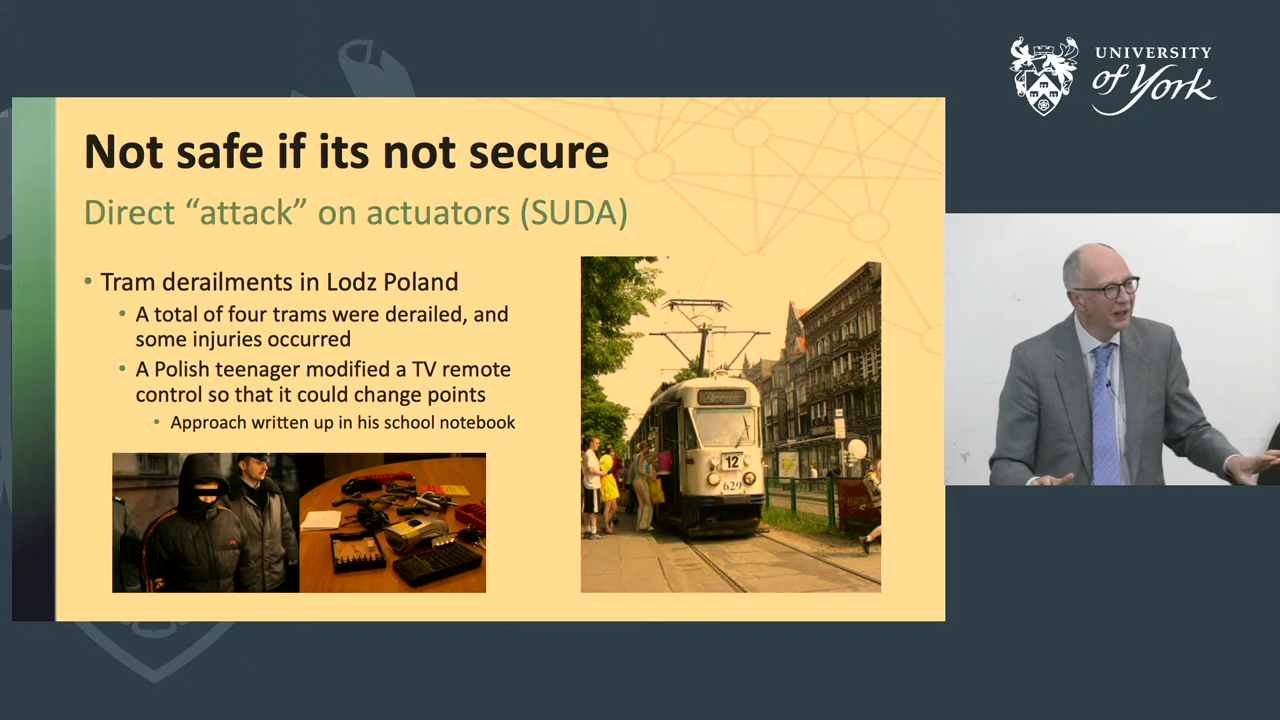 UNIVERSITY
of York
Not safe if its not secure
Direct “attack” on actuators (SUDA)
• Tram derailments in Lodz Poland
• A total of four trams were derailed, and
some injuries occurred
• A Polish teenager modified a TV remote
control so that it could change points
• Approach written up in his school notebook
12
629